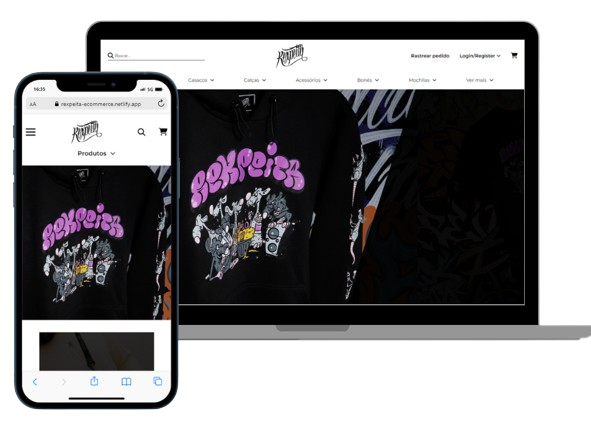 Buscar...
Rexpeita
Rastrear pedido
Login/Register
Casacos
Calças
Acessórios
Bonés
Mochilas
Ver mais
REXPEITA
16:33
5G
AA
rexpeita-ecommerce.netlify.app
Rexpeita
Produtos
REXPEITA